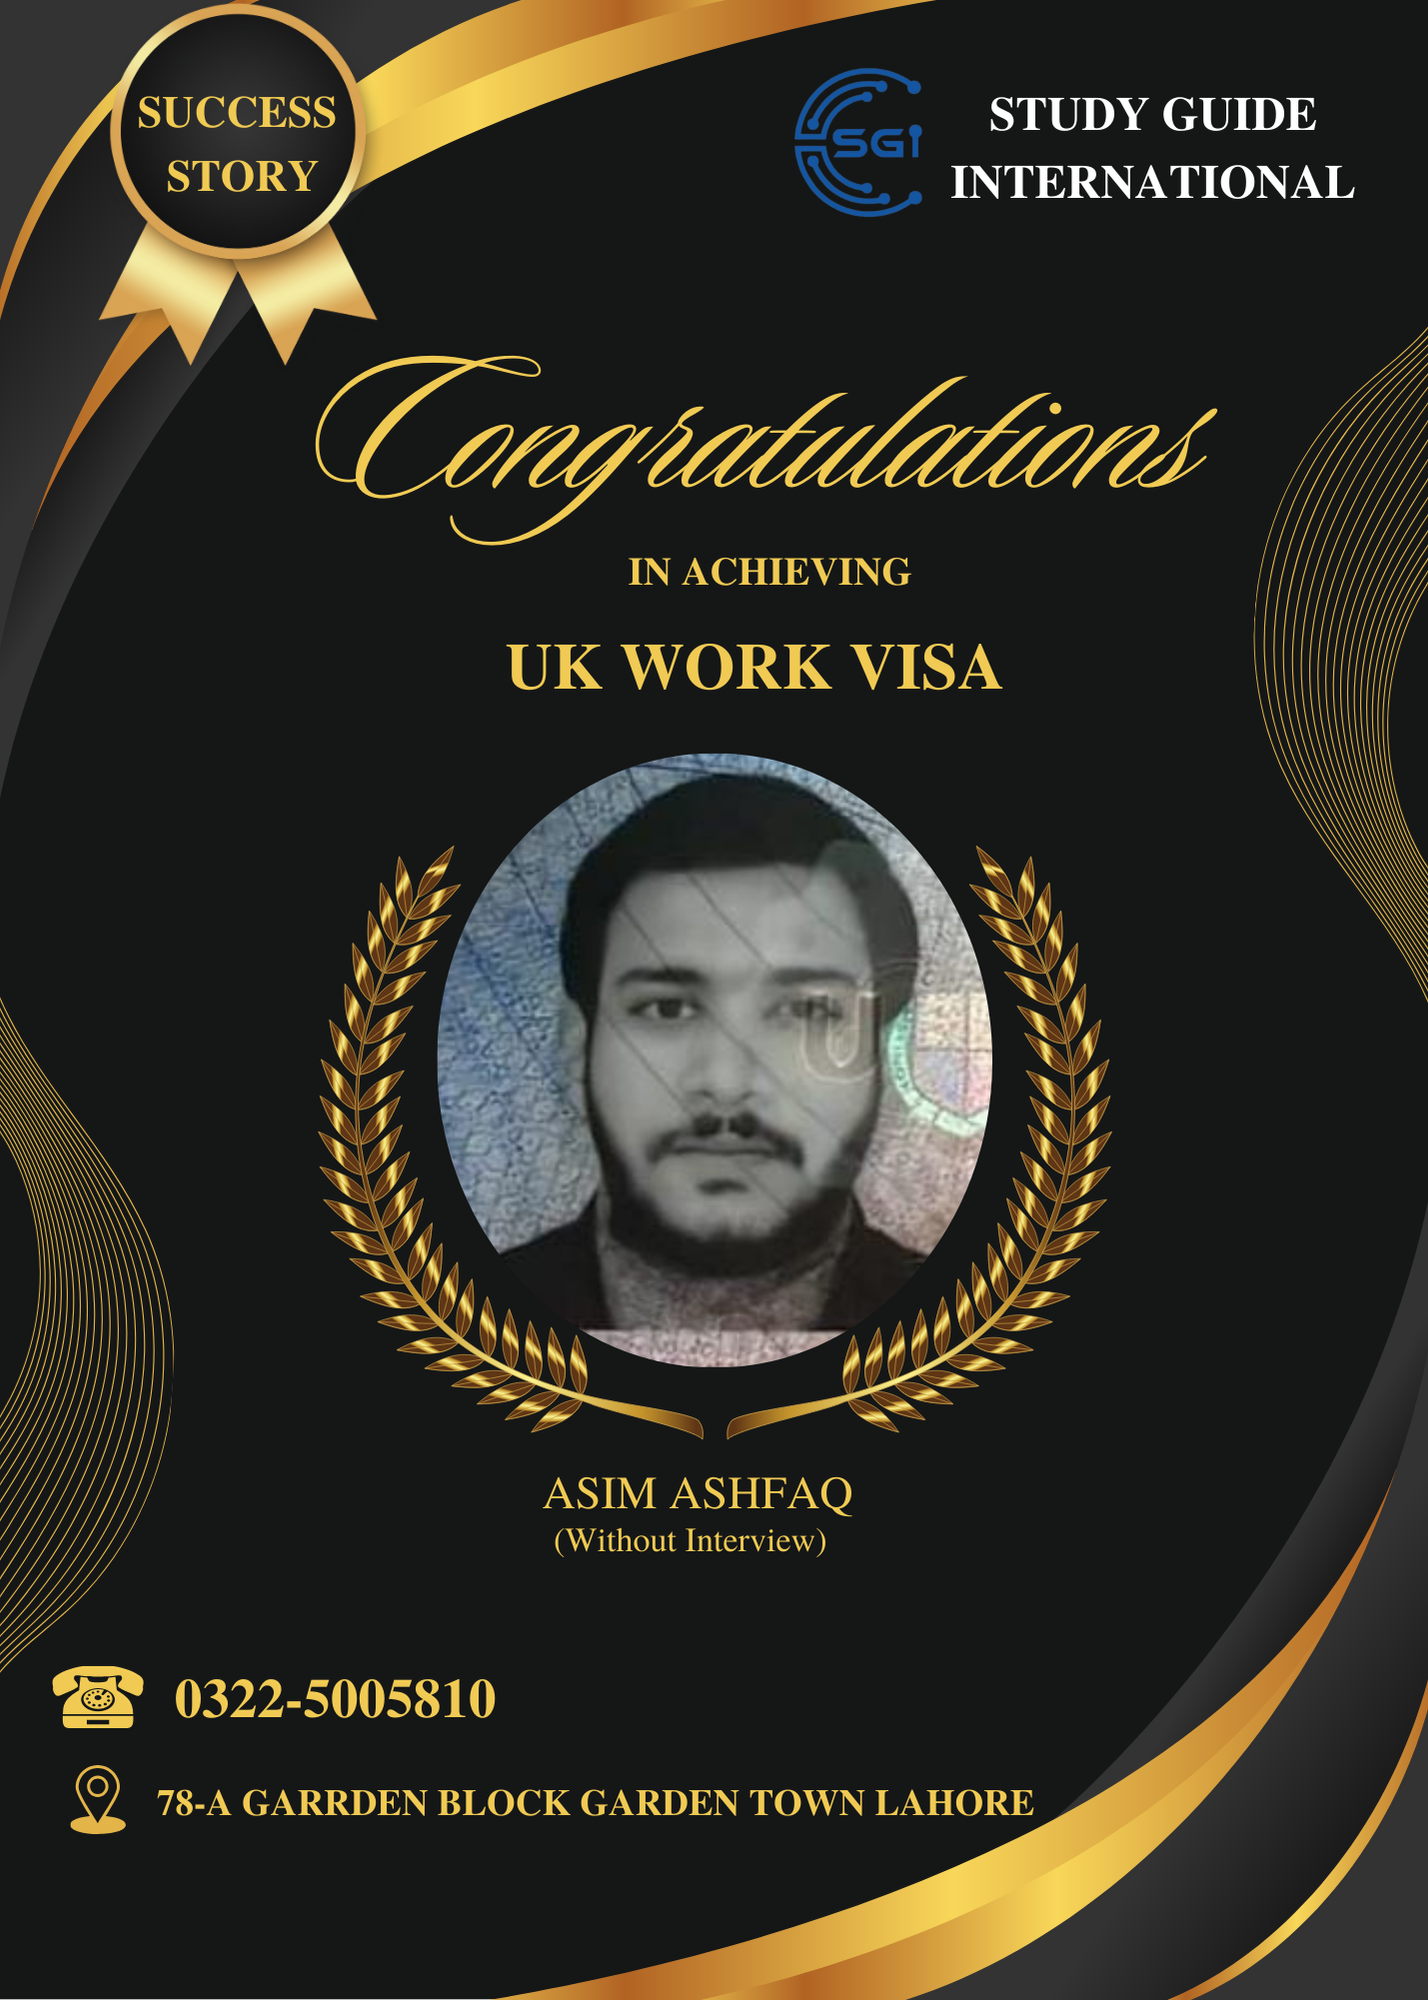 SUCCESS
STORY
SGI
STUDY GUIDE
INTERNATIONAL
Congratulations
IN ACHIEVING
UK WORK VISA
U
ASIM ASHFAQ
(Without Interview)
0322-5005810
78-A GARRDEN BLOCK GARDEN TOWN LAHORE